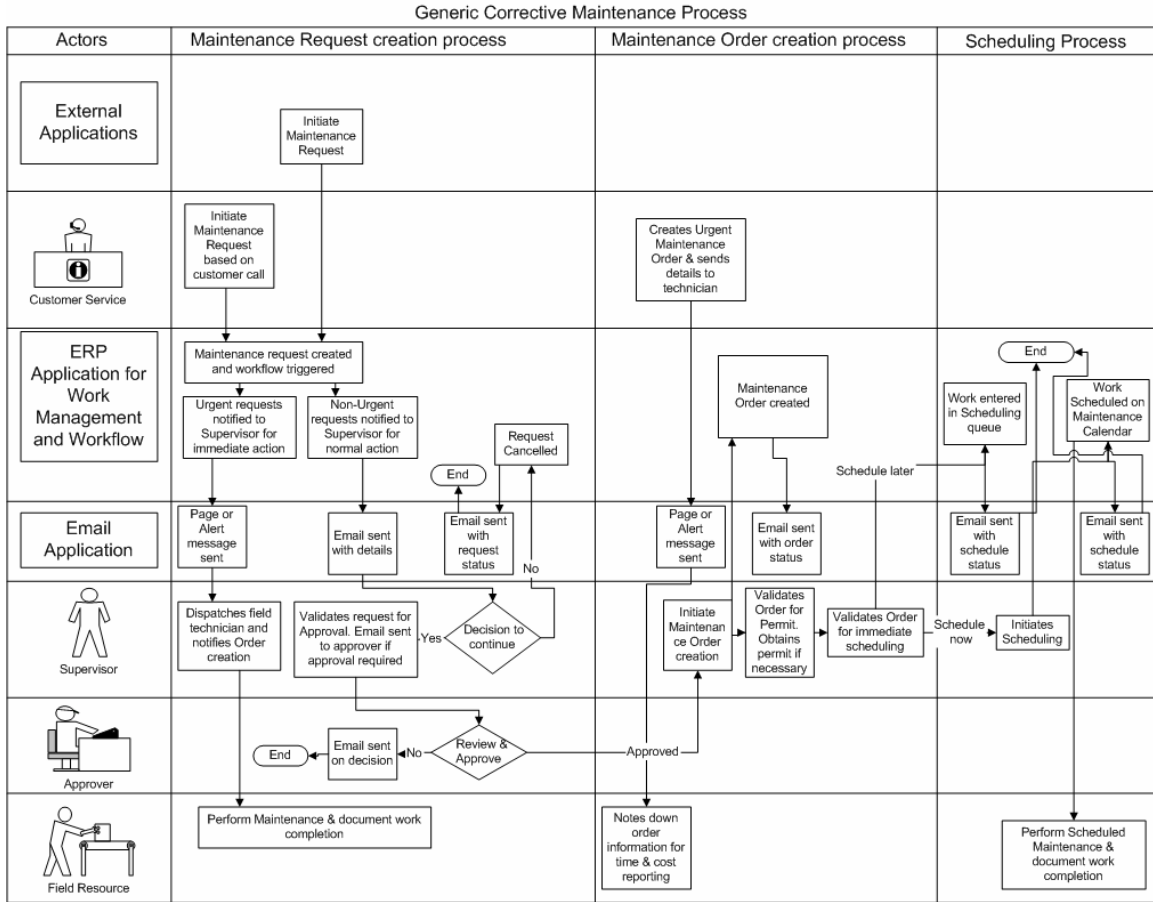 Generic Corrective Maintenance Process
Actors
Maintenance Request creation process
Maintenance Order creation process
Scheduling Process
External
Applications
Initiate
Maintenance
Request
Customer Service
Initiate
Maintenance
Request
based on
customer call
Creates Urgent
Maintenance
Order & sends
details to
technician
ERP
Application for
Work
Management
and Workflow
Maintenance request created
and workflow triggered
Urgent requests
notified to
Supervisor for
immediate action
Non-Urgent
requests notified to
Supervisor for
normal action
Request
Cancelled
End
Maintenance
Order created
Schedule later
End
Work entered
in Scheduling
queue
Work
Scheduled on
Maintenance
Calendar
Email
Application
Page or
Alert
message
sent
Email sent
with details
Email sent
with
request
status
No
Page or
Alert
message
sent
Email sent
with order
status
Email sent
with
schedule
status
Email sent
with
schedule
status
Supervisor
Dispatches field
technician and
notifies Order
creation
Validates request for
Approval. Email sent
to approver if
approval required
Yes
Decision to
continue
Initiate
Maintenan
ce Order
creation
Validates
Order for
Permit.
Obtains
permit if
necessary
Validates Order
for immediate
scheduling
Schedule
now
Initiates
Scheduling
Approver
End
Email sent
on decision
No
Review &
Approve
Approved
Field Resource
Perform Maintenance & document work
completion
Notes down
order
information for
time & cost
reporting
Perform Scheduled
Maintenance &
document work
completion